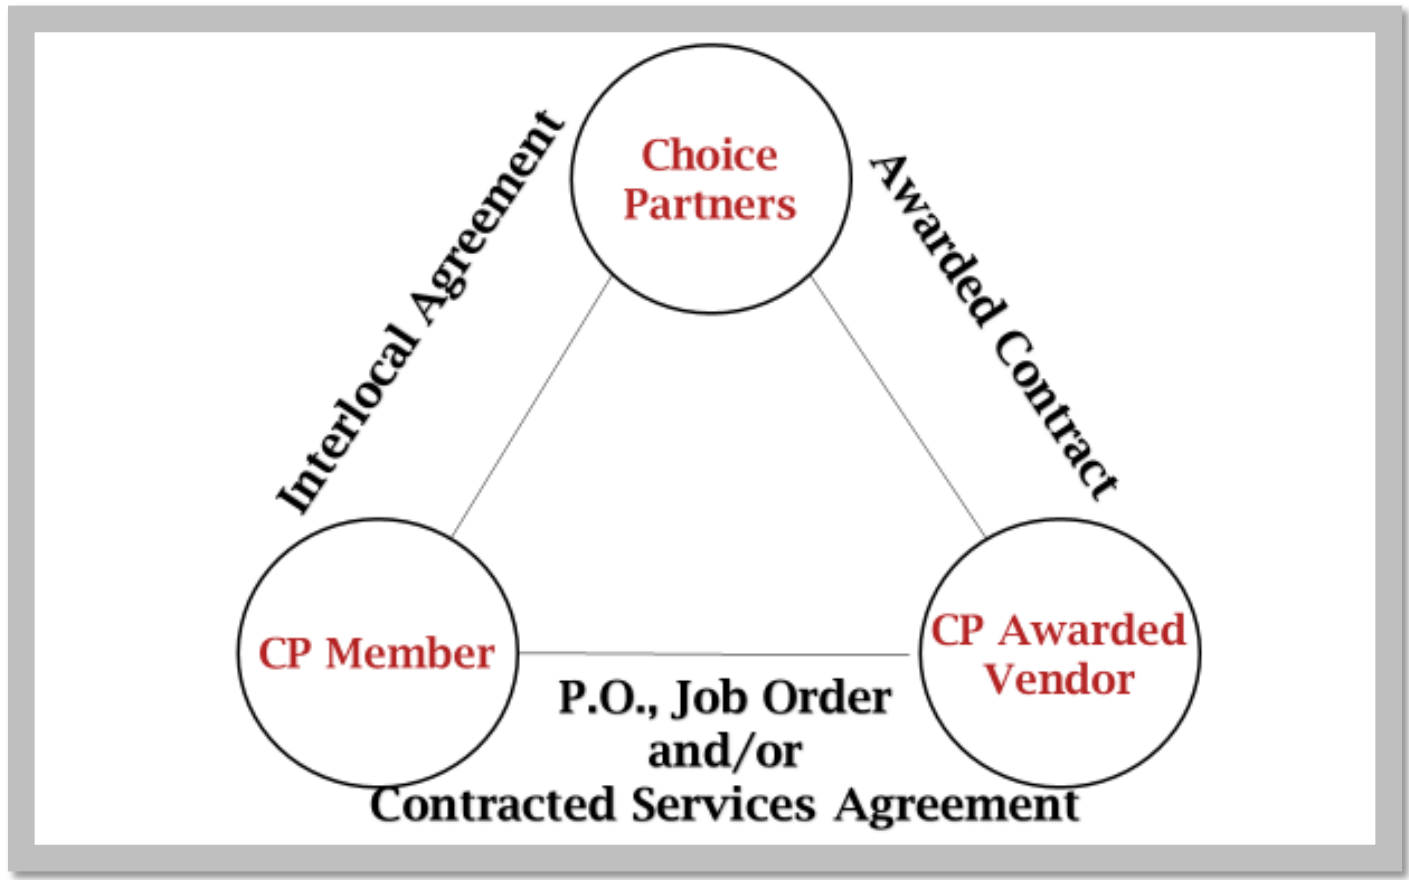 Choice
Partners
Interlocal Agreement
Awarded Contract
CP Member
CP Awarded
Vendor
P.O., Job Order
and/or
Contracted Services Agreement